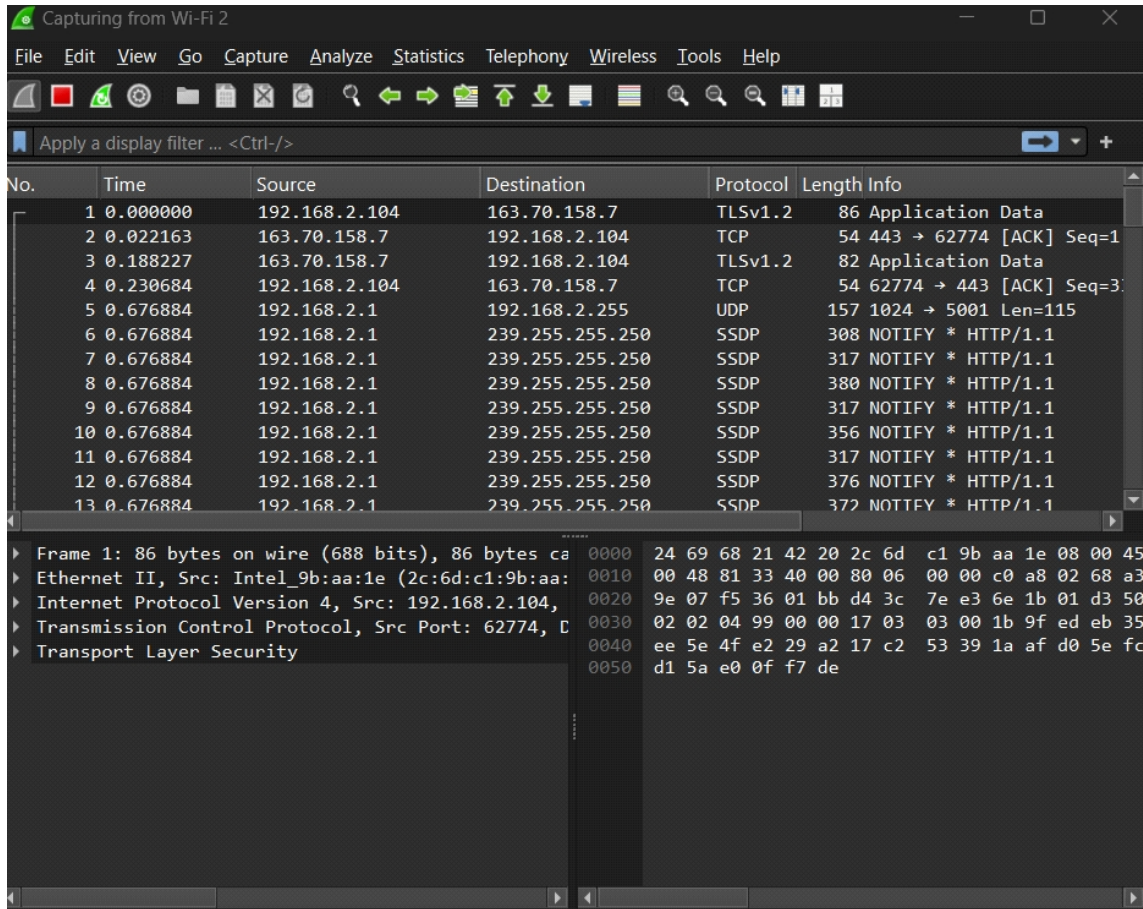 Capturing from Wi-Fi 2
File Edit View Go Capture Analyze Statistics Telephony Wireless Tools Help
Apply a display filter ... <Ctrl-/>
No. Time Source Destination Protocol Length Info
1 0.000000 192.168.2.104 163.70.158.7 TLSv1.2 86 Application Data
2 0.022163 163.70.158.7 192.168.2.104 TCP 54 443 → 62774 [ACK] Seq=1
3 0.188227 163.70.158.7 192.168.2.104 TLSv1.2 82 Application Data
4 0.230684 192.168.2.104 163.70.158.7 TCP 54 62774 → 443 [ACK] Seq=3
5 0.676884 192.168.2.1 192.168.2.255 UDP 157 1024 → 5001 Len=115
6 0.676884 192.168.2.1 239.255.255.250 SSDP 308 NOTIFY * HTTP/1.1
7 0.676884 192.168.2.1 239.255.255.250 SSDP 317 NOTIFY * HTTP/1.1
8 0.676884 192.168.2.1 239.255.255.250 SSDP 380 NOTIFY * HTTP/1.1
9 0.676884 192.168.2.1 239.255.255.250 SSDP 317 NOTIFY * HTTP/1.1
10 0.676884 192.168.2.1 239.255.255.250 SSDP 356 NOTIFY * HTTP/1.1
11 0.676884 192.168.2.1 239.255.255.250 SSDP 317 NOTIFY * HTTP/1.1
12 0.676884 192.168.2.1 239.255.255.250 SSDP 376 NOTIFY * HTTP/1.1
13 0.676884 192.168.2.1 239.255.255.250 SSDP 372 NOTIFY * HTTP/1.1
Frame 1: 86 bytes on wire (688 bits), 86 bytes ca
Ethernet II, Src: Intel_9b:aa:1e (2c:6d:c1:9b:aa:
Internet Protocol Version 4, Src: 192.168.2.104,
Transmission Control Protocol, Src Port: 62774, D
Transport Layer Security
0000 24 69 68 21 42 20 2c 6d c1 9b aa 1e 08 00 45
0010 00 48 81 33 40 00 80 06 00 00 c0 a8 02 68 a3
0020 9e 07 f5 36 01 bb d4 3c 7e e3 6e 1b 01 d3 50
0030 02 02 04 99 00 00 17 03 03 00 1b 9f ed eb 35
0040 ee 5e 4f e2 29 a2 17 c2 53 39 1a af d0 5e fc
0050 d1 5a e0 0f f7 de